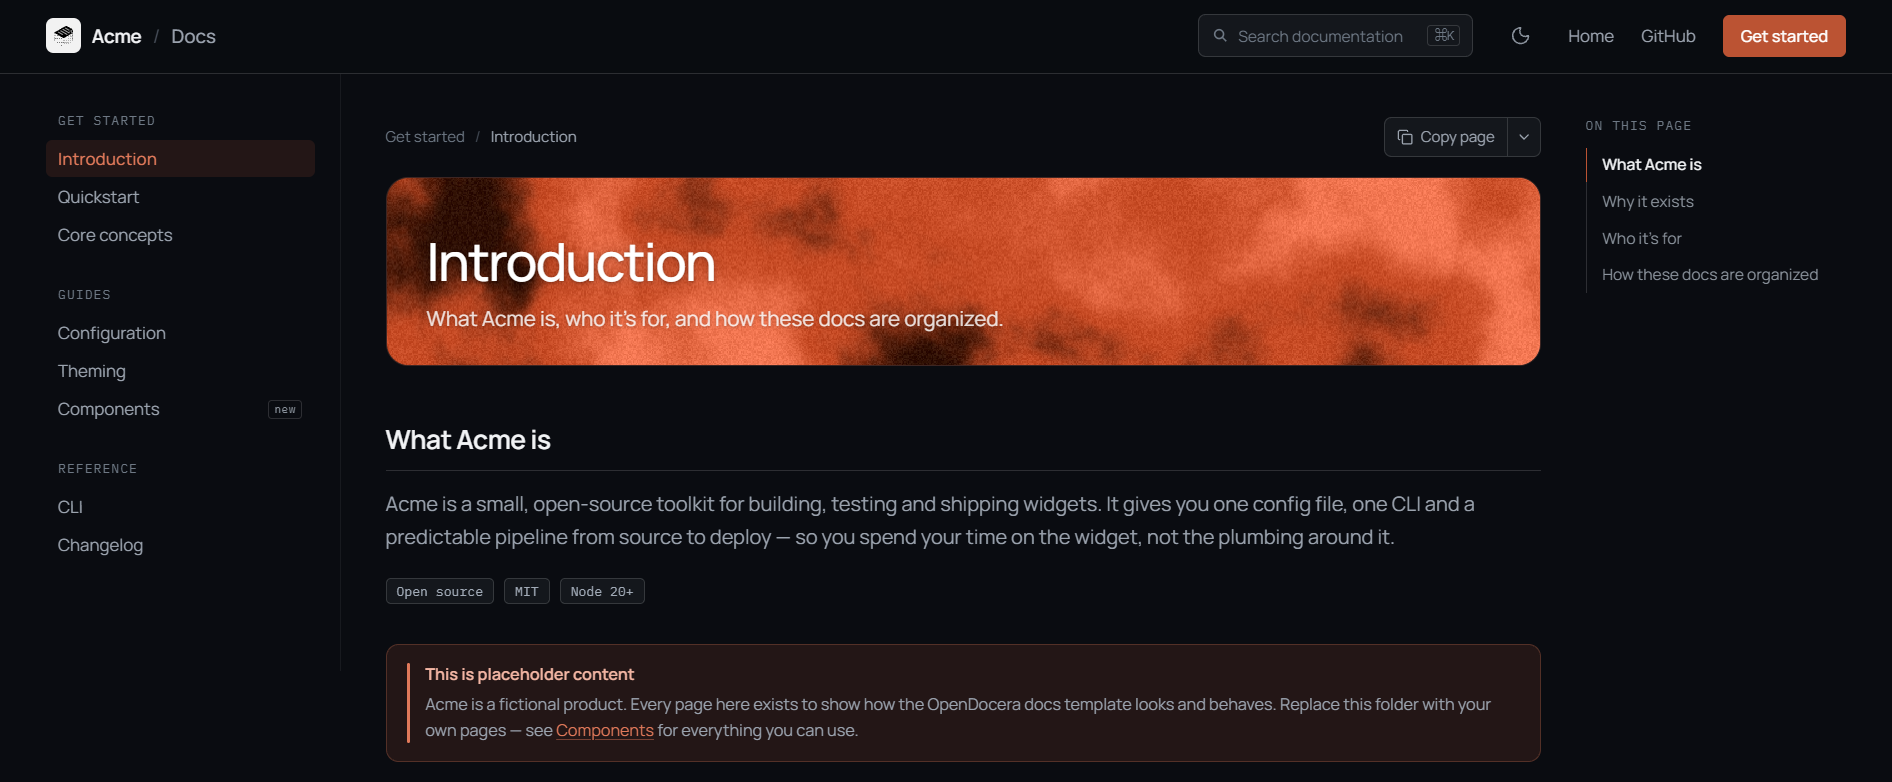 Acme / Docs
Search documentation ⌘K
Home
GitHub
Get started
GET STARTED
Introduction
Quickstart
Core concepts
GUIDES
Configuration
Theming
Components new
REFERENCE
CLI
Changelog
Get started / Introduction
Copy page
Introduction
What Acme is, who it's for, and how these docs are organized.
What Acme is
Acme is a small, open-source toolkit for building, testing and shipping widgets. It gives you one config file, one CLI and a
predictable pipeline from source to deploy — so you spend your time on the widget, not the plumbing around it.
Open source MIT Node 20+
This is placeholder content
Acme is a fictional product. Every page here exists to show how the OpenDocera docs template looks and behaves. Replace this folder with your
own pages — see Components for everything you can use.
ON THIS PAGE
What Acme is
Why it exists
Who it's for
How these docs are organized